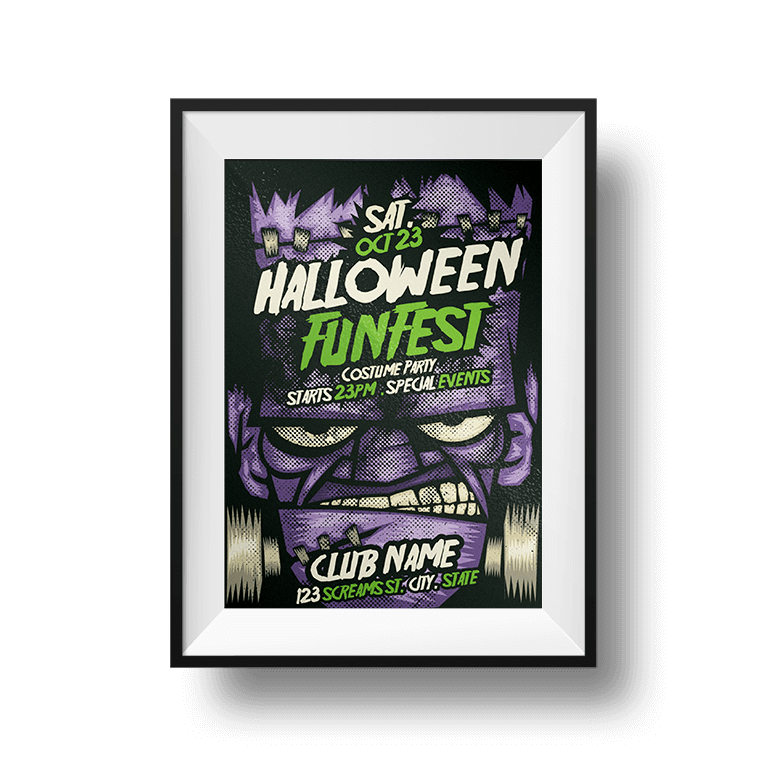 SAT.
OCT 23
HALLOWEEN
FUNFEST
COSTUME PARTY
STARTS 23PM . SPECIAL EVENTS
CLUB NAME
123 SCREAMS ST. CITY. STATE